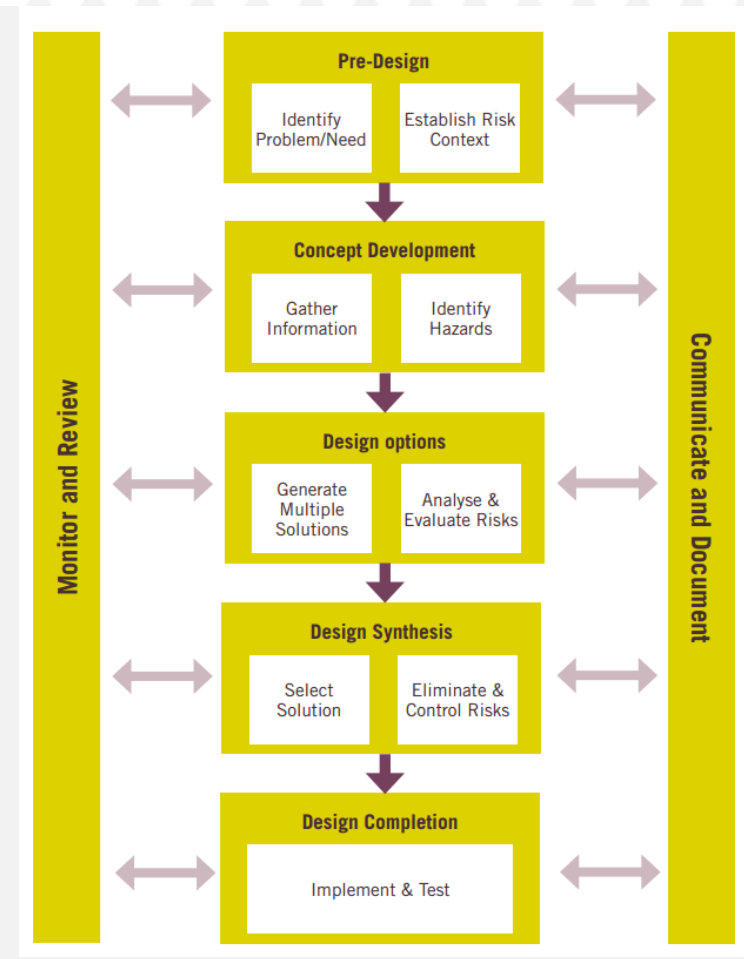 Pre-Design
Identify
Problem/Need
Establish Risk
Context
Concept Development
Gather
Information
Identify
Hazards
Design options
Generate
Multiple
Solutions
Analyse &
Evaluate Risks
Design Synthesis
Select
Solution
Eliminate &
Control Risks
Design Completion
Implement & Test
Monitor and Review
Communicate and Document